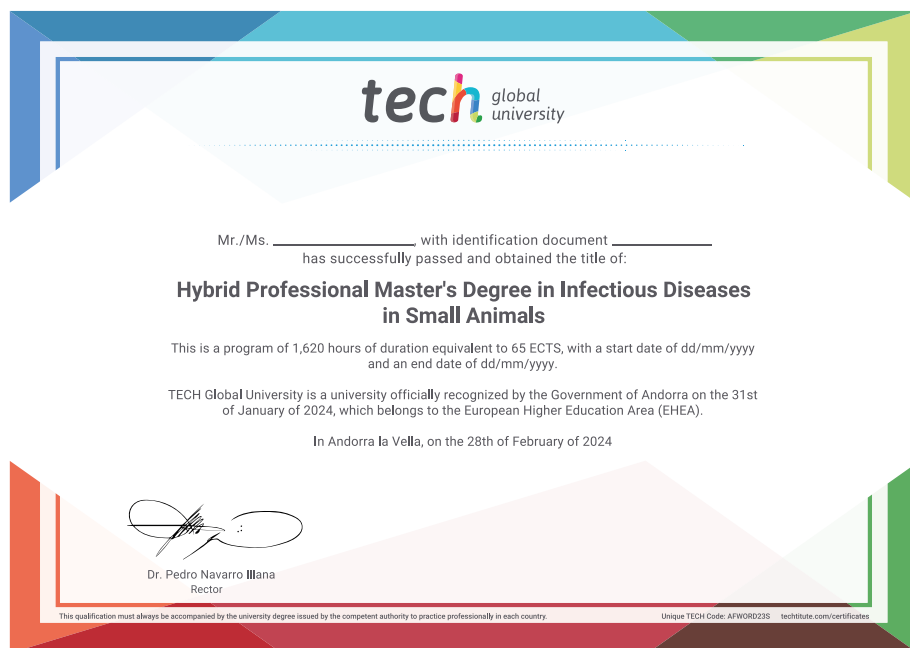 tech global
university
Mr./Ms. ____________, with identification document ____________
has successfully passed and obtained the title of:
Hybrid Professional Master's Degree in Infectious Diseases
in Small Animals
This is a program of 1,620 hours of duration equivalent to 65 ECTS, with a start date of dd/mm/yyyy
and an end date of dd/mm/yyyy.
TECH Global University is a university officially recognized by the Government of Andorra on the 31st
of January of 2024, which belongs to the European Higher Education Area (EHEA).
In Andorra la Vella, on the 28th of February of 2024
Dr. Pedro Navarro Illana
Rector
This qualification must always be accompanied by the university degree issued by the competent authority to practice professionally in each country.
Unique TECH Code: AFWORD23S techtitute.com/certificates